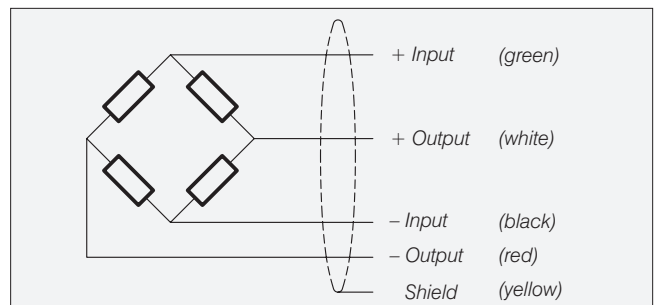 + Input (green)
+ Output (white)
– Input (black)
– Output (red)
Shield (yellow)